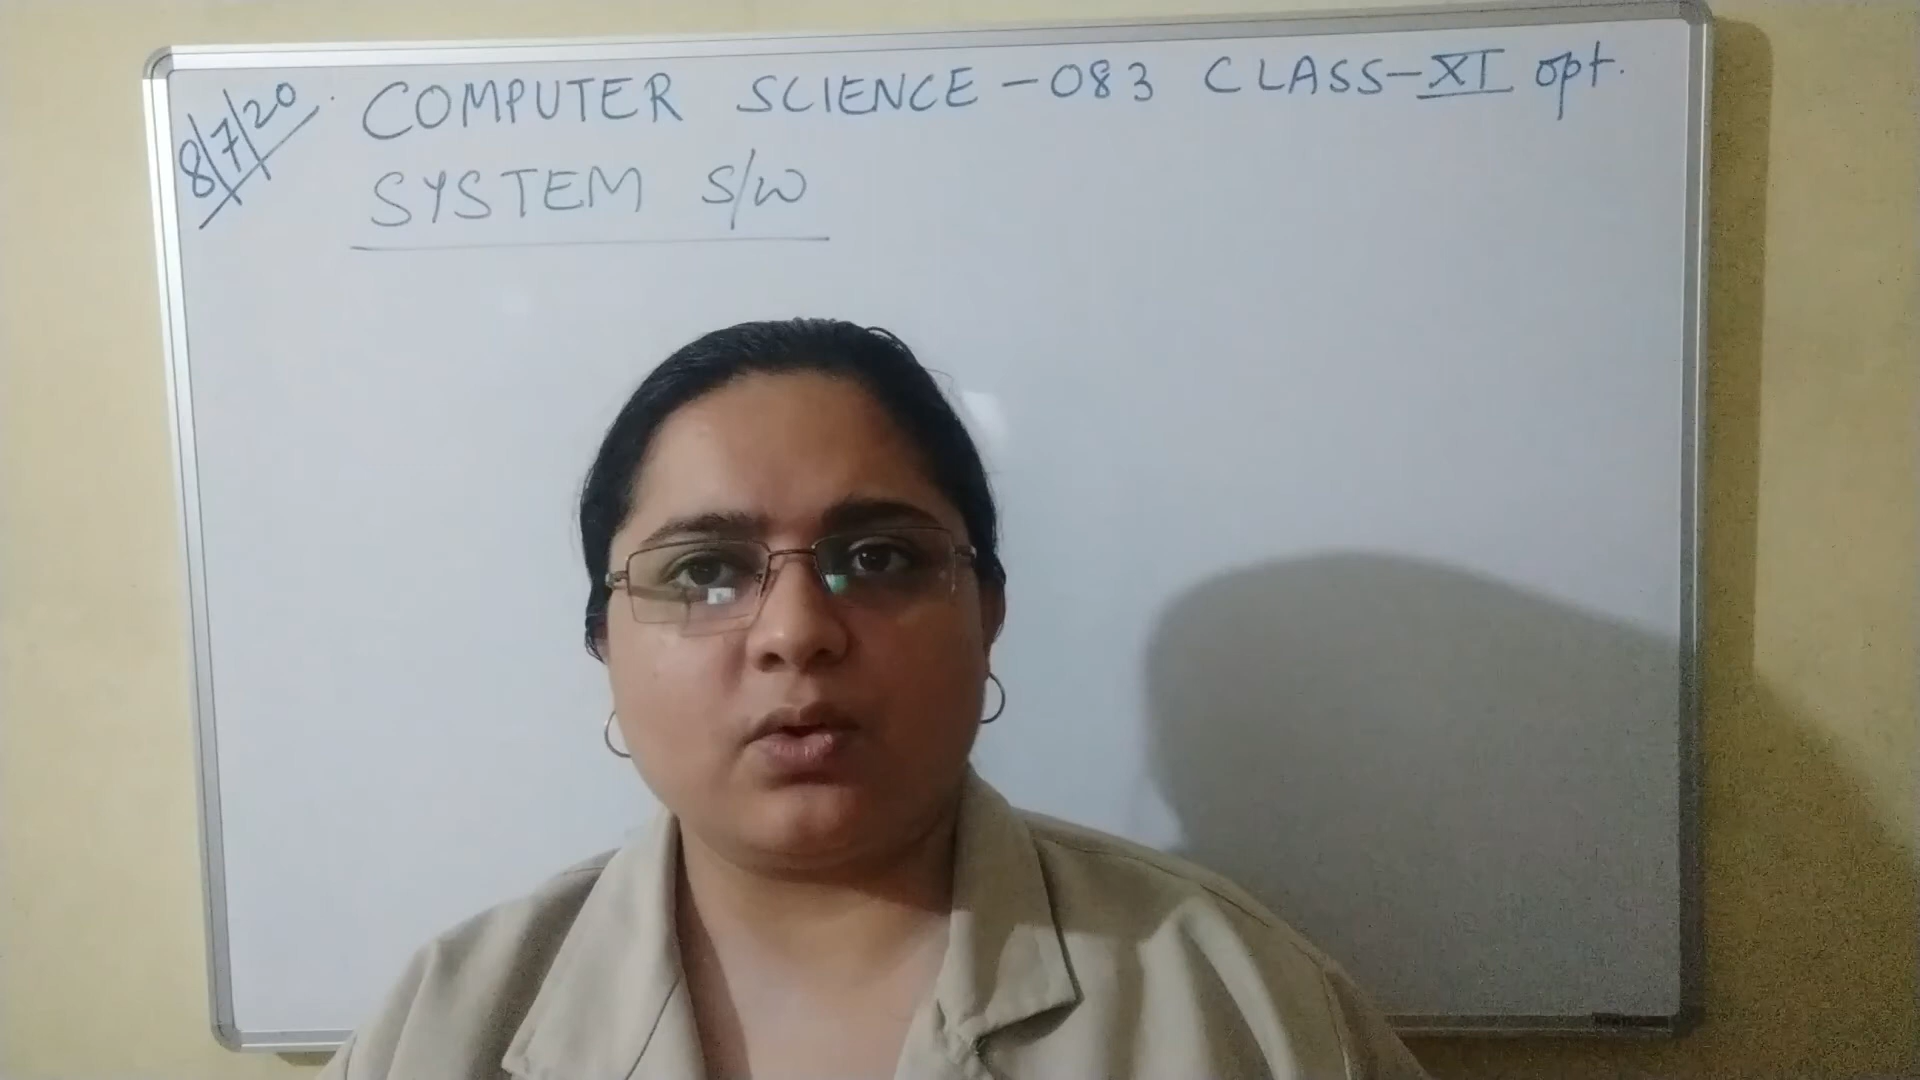 8/7/20
COMPUTER SCIENCE - 083 CLASS-XI opt.
SYSTEM S/W